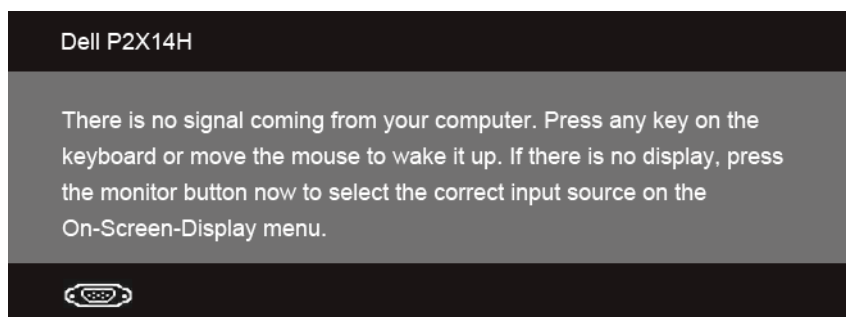 Dell P2X14H
There is no signal coming from your computer. Press any key on the
keyboard or move the mouse to wake it up. If there is no display, press
the monitor button now to select the correct input source on the
On-Screen-Display menu.